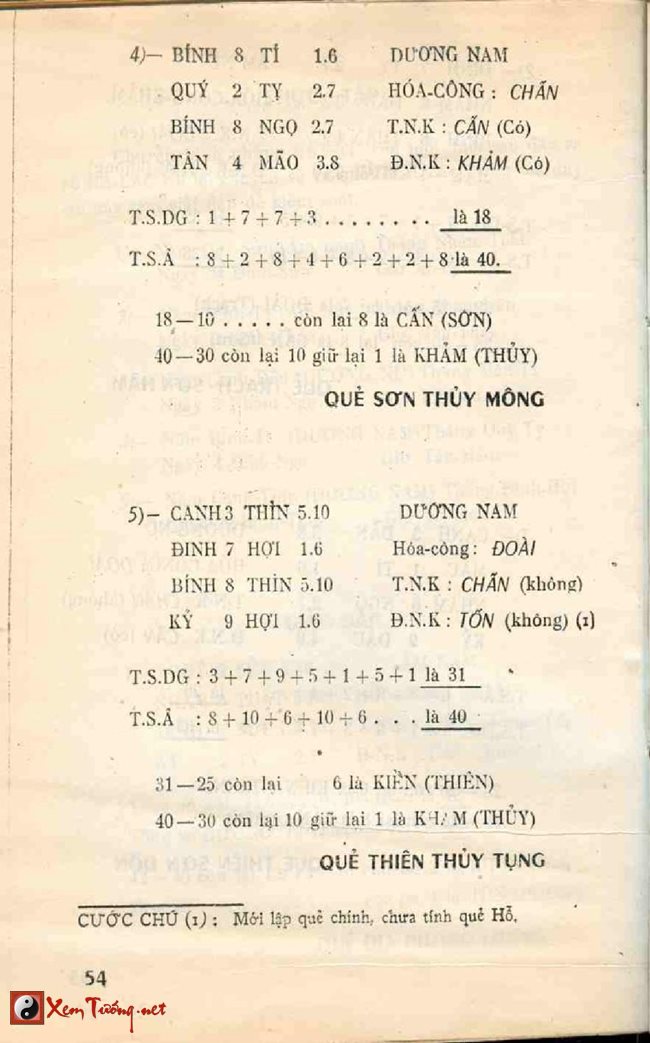 4)— BÍNH 8 TÍ 1.6 DƯƠNG NAM
QUÝ 2 TỴ 2.7 HÓA-CÔNG : CHẤN
BÍNH 8 NGỌ 2.7 T.N.K : CẤN (Có)
TÂN 4 MÃO 3.8 Đ.N.K : KHẢM (Có)
T.S.DG : 1 + 7 + 7 + 3 . . . . . . . . là 18
T.S.Â : 8 + 2 + 8 + 4 + 6 + 2 + 2 + 8 là 40.
18 — 10 . . . . . còn lại 8 là CẤN (SƠN)
40 — 30 còn lại 10 giữ lại 1 là KHẢM (THỦY)
QUẺ SƠN THỦY MÔNG
5)— CANH 3 THÌN 5.10 DƯƠNG NAM
ĐINH 7 HỢI 1.6 Hóa-công : ĐOÀI
BÍNH 8 THÌN 5.10 T.N.K : CHẤN (không)
KỶ 9 HỢI 1.6 Đ.N.K : TỐN (không) (1)
T.S.DG : 3 + 7 + 9 + 5 + 1 + 5 + 1 là 31
T.S.Â : 8 + 10 + 6 + 10 + 6 . . . là 40
31 — 25 còn lại 6 là KIỀN (THIÊN)
40 — 30 còn lại 10 giữ lại 1 là KHẢM (THỦY)
QUẺ THIÊN THỦY TỤNG
CƯỚC CHÚ (1) : Mới lập quẻ chính, chưa tính quẻ Hỗ.
54
XemTướng.net